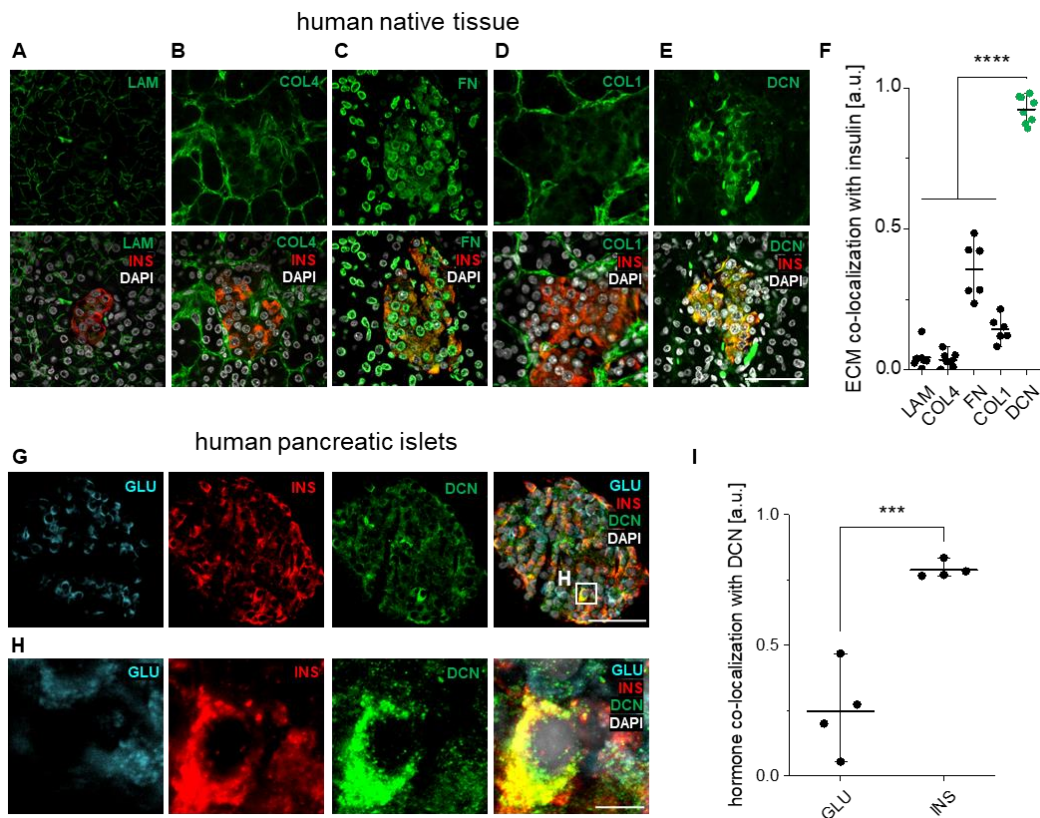 human native tissue
A
B
C
D
E
F
LAM
COL4
FN
COL1
DCN
LAM
INS
DAPI
COL4
INS
DAPI
FN
INS
DAPI
COL1
INS
DAPI
DCN
INS
DAPI
ECM co-localization with insulin [a.u.]
1.0
0.5
0.0
****
LAM
COL4
FN
COL1
DCN
human pancreatic islets
G
GLU
INS
DCN
GLU
INS
DCN
DAPI
H
H
GLU
INS
DCN
GLU
INS
DCN
DAPI
I
hormone co-localization with DCN [a.u.]
1.0
0.5
0.0
***
GLU
INS